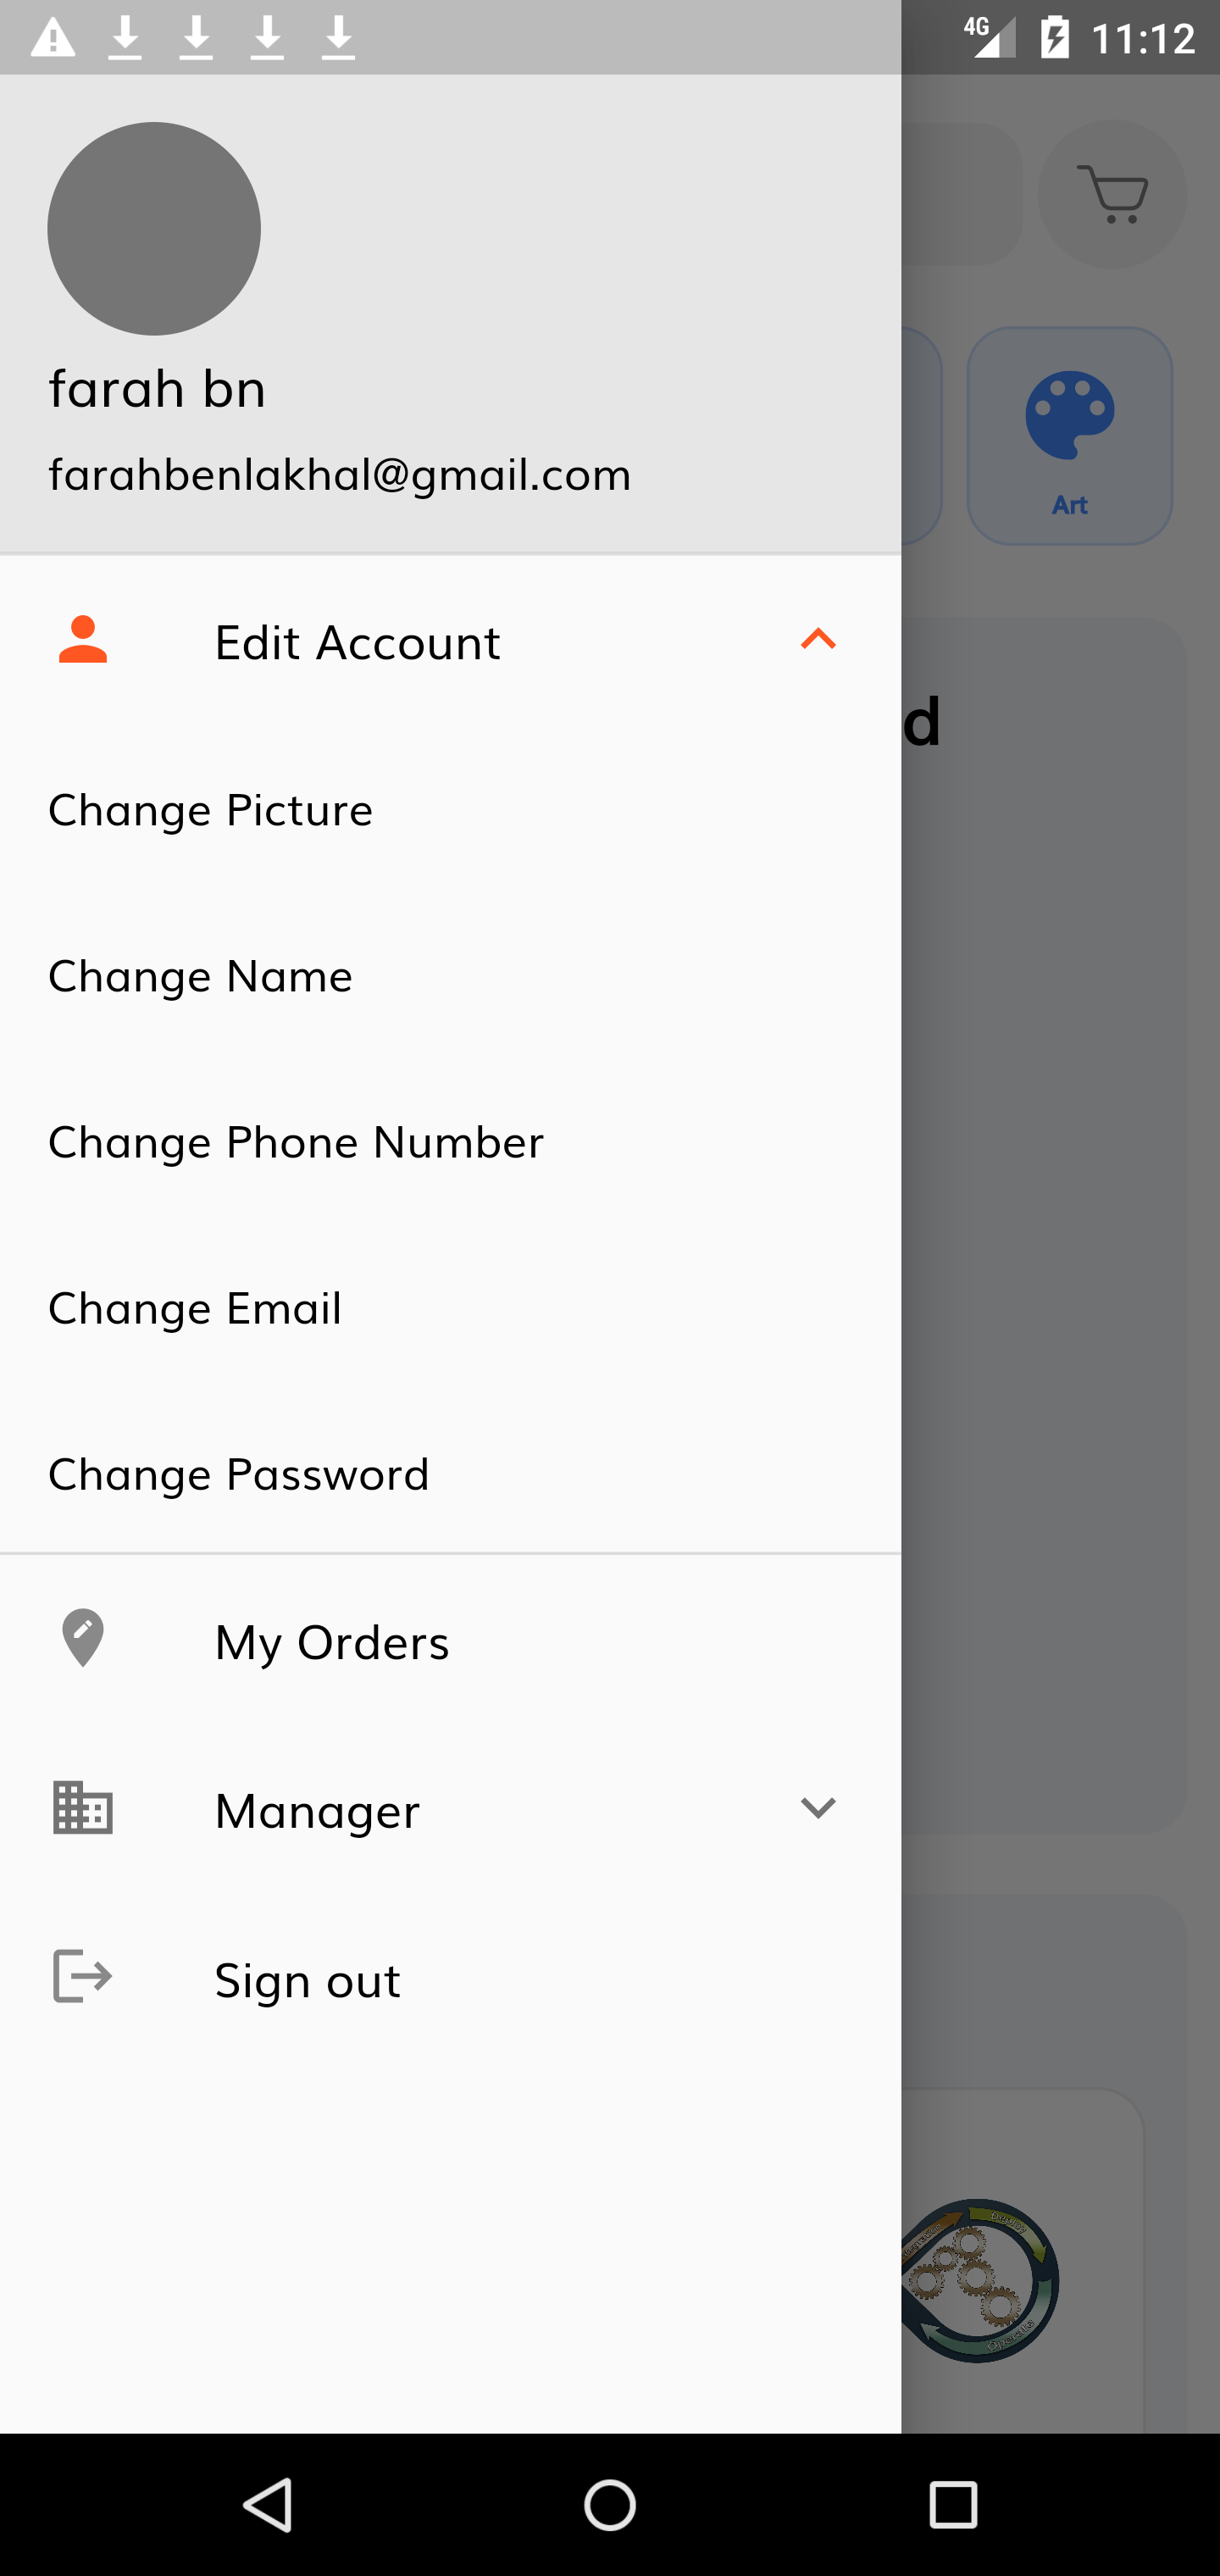 4G 11:12
farah bn
farahbenlakhal@gmail.com
Art
Edit Account
d
Change Picture
Change Name
Change Phone Number
Change Email
Change Password
My Orders
Manager
Sign out
Operate